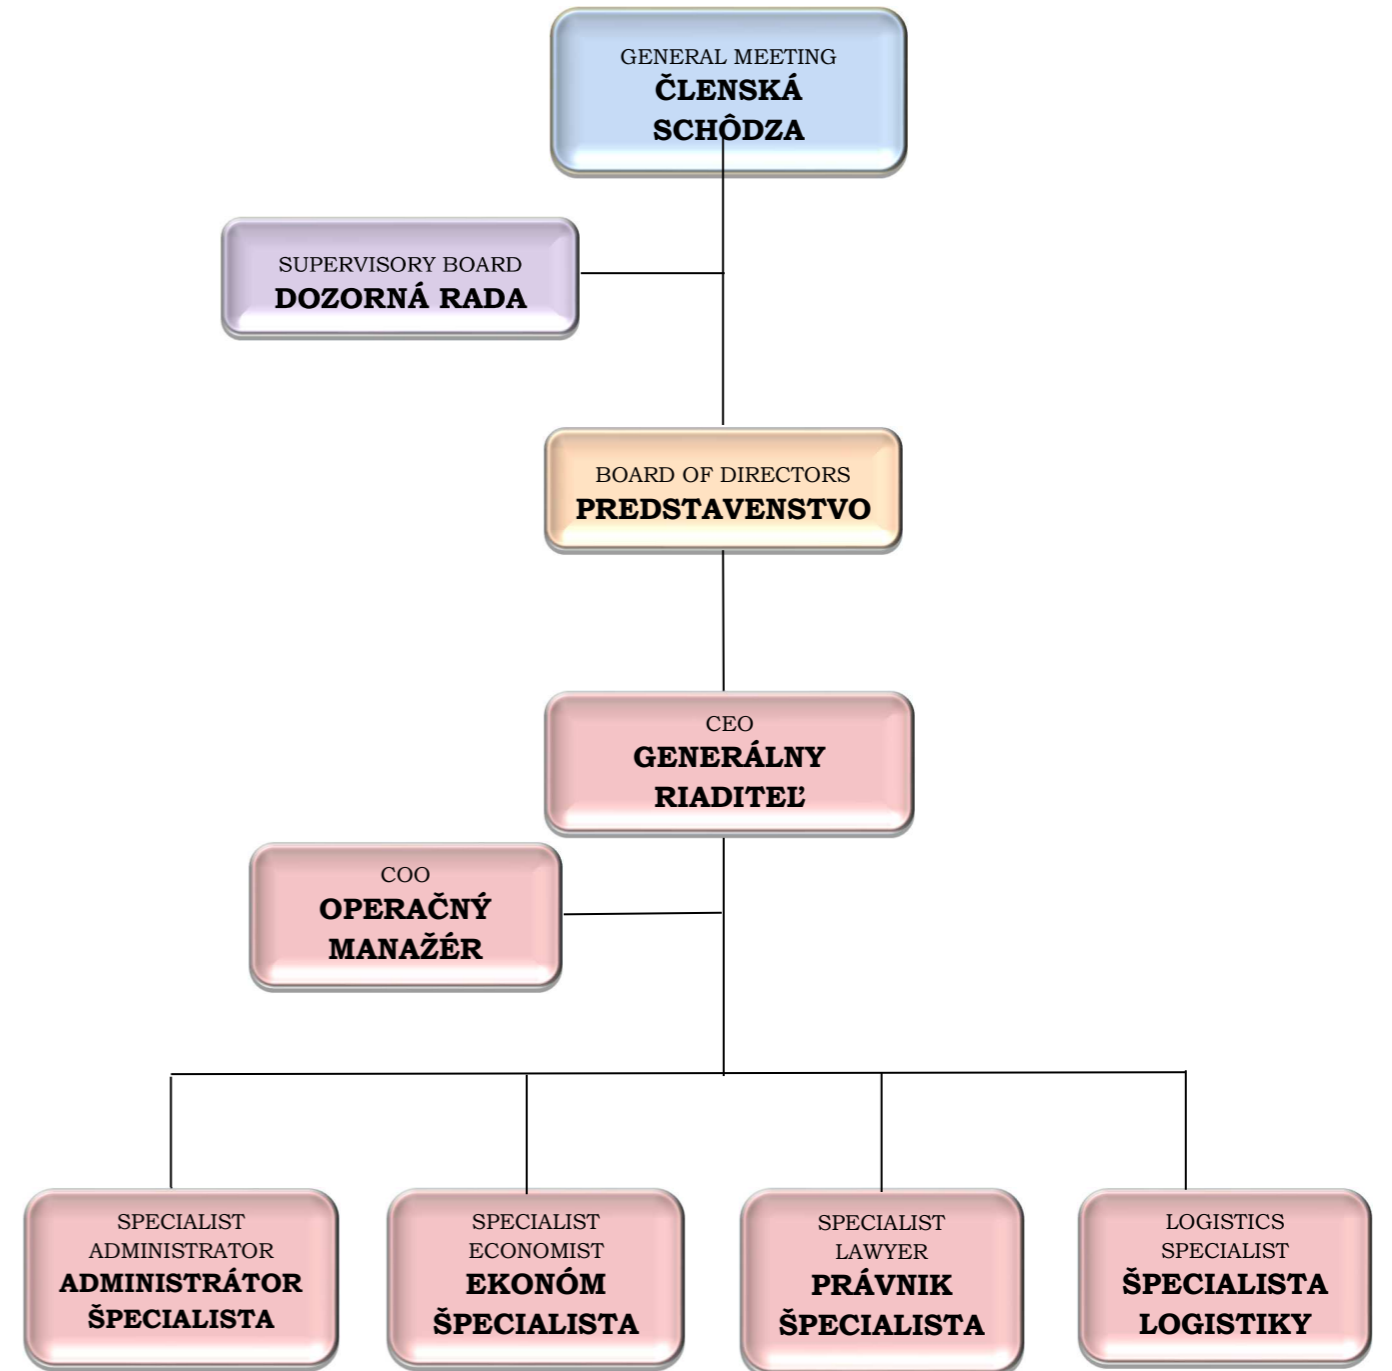 GENERAL MEETING
ČLENSKÁ
SCHÔDZA
SUPERVISORY BOARD
DOZORNÁ RADA
BOARD OF DIRECTORS
PREDSTAVENSTVO
CEO
GENERÁLNY
RIADITEĽ
COO
OPERAČNÝ
MANAŽÉR
SPECIALIST
ADMINISTRATOR
ADMINISTRÁTOR
ŠPECIALISTA
SPECIALIST
ECONOMIST
EKONÓM
ŠPECIALISTA
SPECIALIST
LAWYER
PRÁVNIK
ŠPECIALISTA
LOGISTICS
SPECIALIST
ŠPECIALISTA
LOGISTIKY